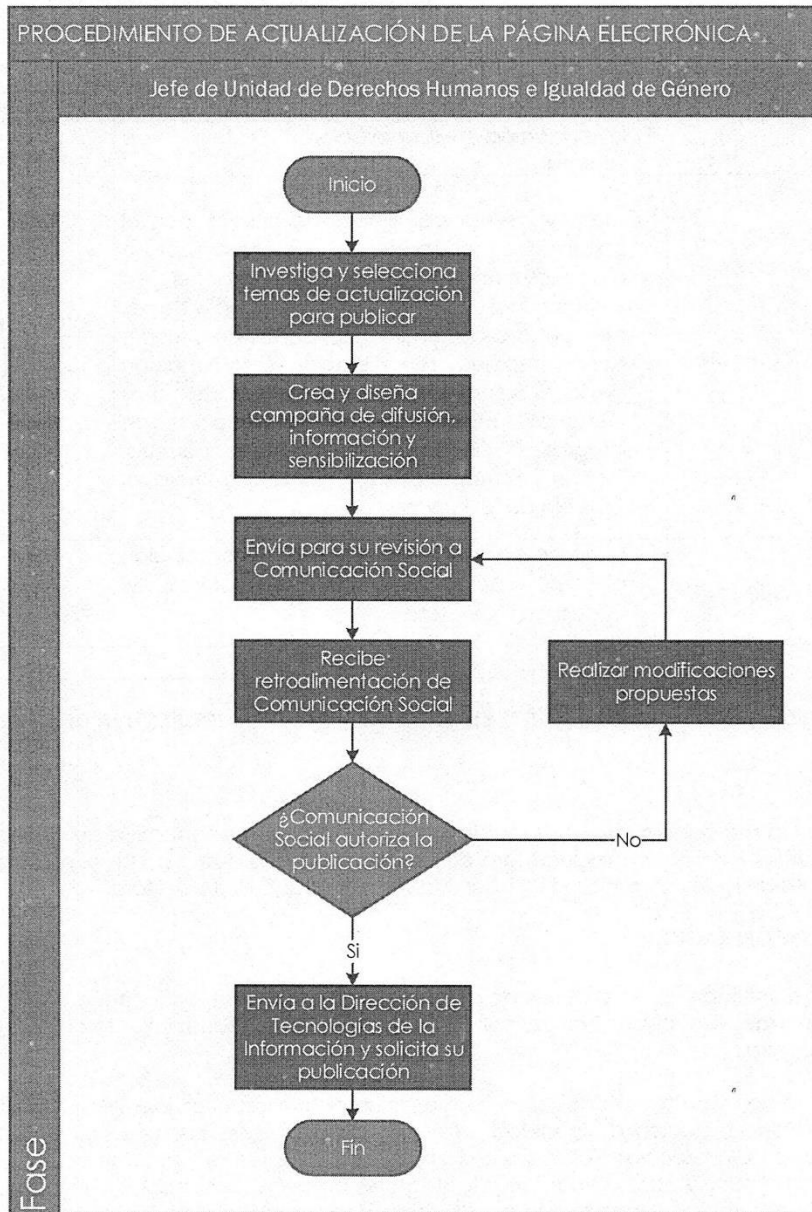 PROCEDIMIENTO DE ACTUALIZACIÓN DE LA PÁGINA ELECTRÓNICA
Jefe de Unidad de Derechos Humanos e Igualdad de Género
Inicio
Investiga y selecciona
temas de actualización
para publicar
Crea y diseña
campaña de difusión,
información y
sensibilización
Envía para su revisión a
Comunicación Social
Recibe
retroalimentación de
Comunicación Social
Realizar modificaciones
propuestas
¿Comunicación
Social autoriza la
publicación?
No
Si
Envía a la Dirección de
Tecnologías de la
Información y solicita su
publicación
Fin
Fase